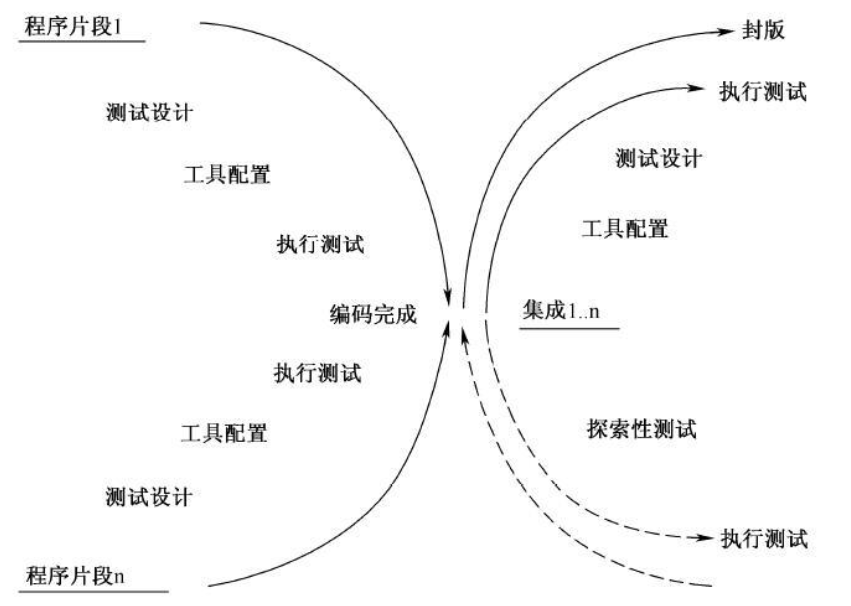 程序片段1
测试设计
工具配置
执行测试
编码完成
执行测试
工具配置
测试设计
程序片段n
封版
执行测试
测试设计
工具配置
集成1..n
探索性测试
执行测试